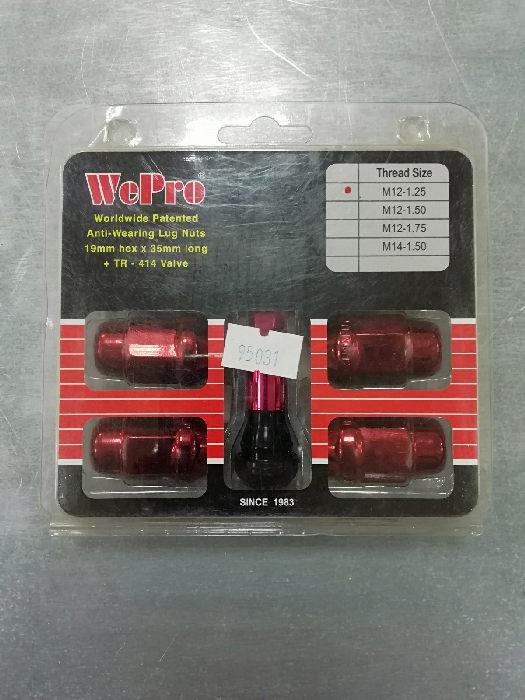 WePro®
Worldwide Patented
Anti-Wearing Lug Nuts
19mm hex x 35mm long
+ TR - 414 Valve
Thread Size
M12-1.25
M12-1.50
M12-1.75
M14-1.50
95031
SINCE 1983